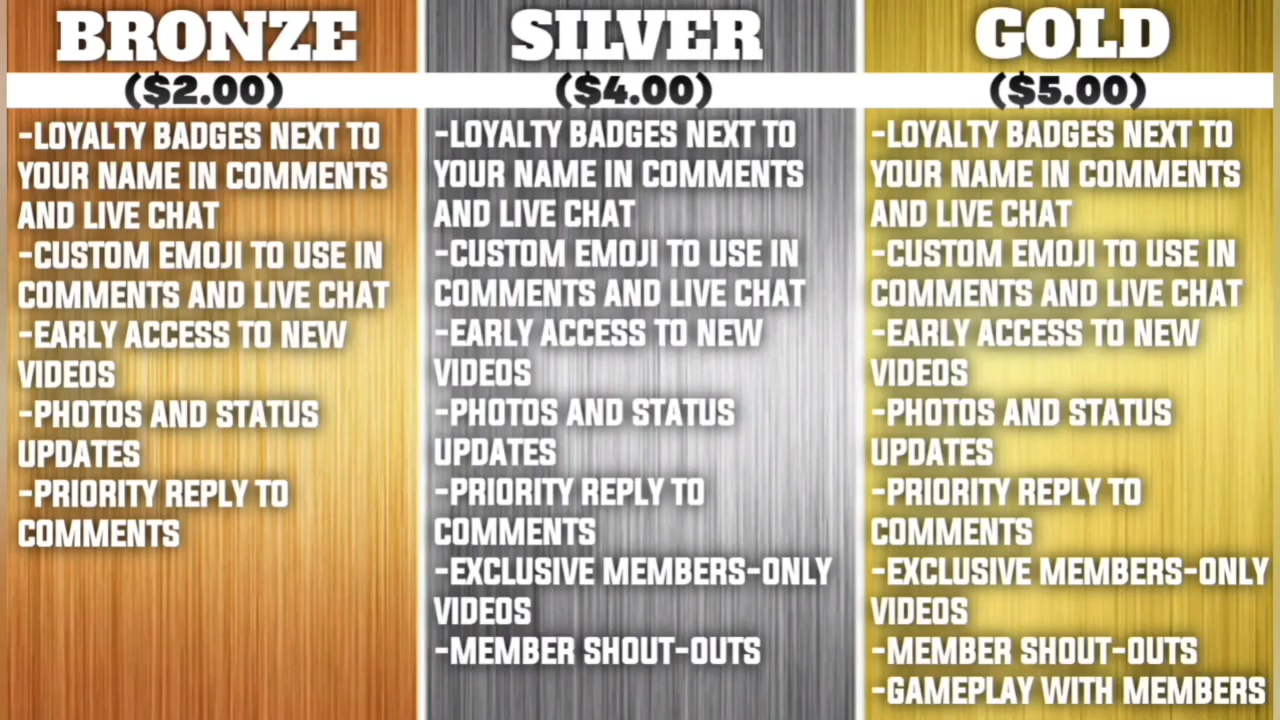 BRONZE
($2.00)
-LOYALTY BADGES NEXT TO
YOUR NAME IN COMMENTS
AND LIVE CHAT
-CUSTOM EMOJI TO USE IN
COMMENTS AND LIVE CHAT
-EARLY ACCESS TO NEW
VIDEOS
-PHOTOS AND STATUS
UPDATES
-PRIORITY REPLY TO
COMMENTS
SILVER
($4.00)
-LOYALTY BADGES NEXT TO
YOUR NAME IN COMMENTS
AND LIVE CHAT
-CUSTOM EMOJI TO USE IN
COMMENTS AND LIVE CHAT
-EARLY ACCESS TO NEW
VIDEOS
-PHOTOS AND STATUS
UPDATES
-PRIORITY REPLY TO
COMMENTS
-EXCLUSIVE MEMBERS-ONLY
VIDEOS
-MEMBER SHOUT-OUTS
GOLD
($5.00)
-LOYALTY BADGES NEXT TO
YOUR NAME IN COMMENTS
AND LIVE CHAT
-CUSTOM EMOJI TO USE IN
COMMENTS AND LIVE CHAT
-EARLY ACCESS TO NEW
VIDEOS
-PHOTOS AND STATUS
UPDATES
-PRIORITY REPLY TO
COMMENTS
-EXCLUSIVE MEMBERS-ONLY
VIDEOS
-MEMBER SHOUT-OUTS
-GAMEPLAY WITH MEMBERS